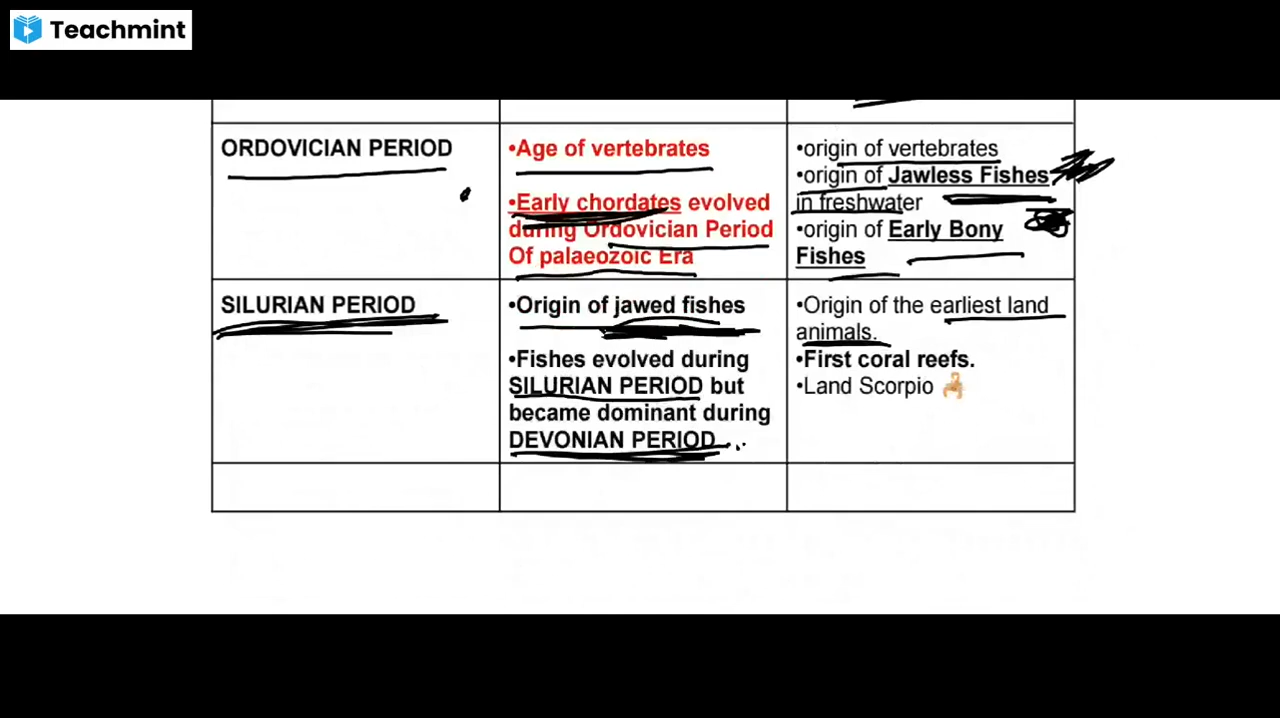 Teachmint
ORDOVICIAN PERIOD
•Age of vertebrates
•Early chordates evolved
during Ordovician Period
Of palaeozoic Era
•origin of vertebrates
•origin of Jawless Fishes
in freshwater
•origin of Early Bony
Fishes
SILURIAN PERIOD
•Origin of jawed fishes
•Fishes evolved during
SILURIAN PERIOD but
became dominant during
DEVONIAN PERIOD
•Origin of the earliest land
animals.
•First coral reefs.
•Land Scorpio